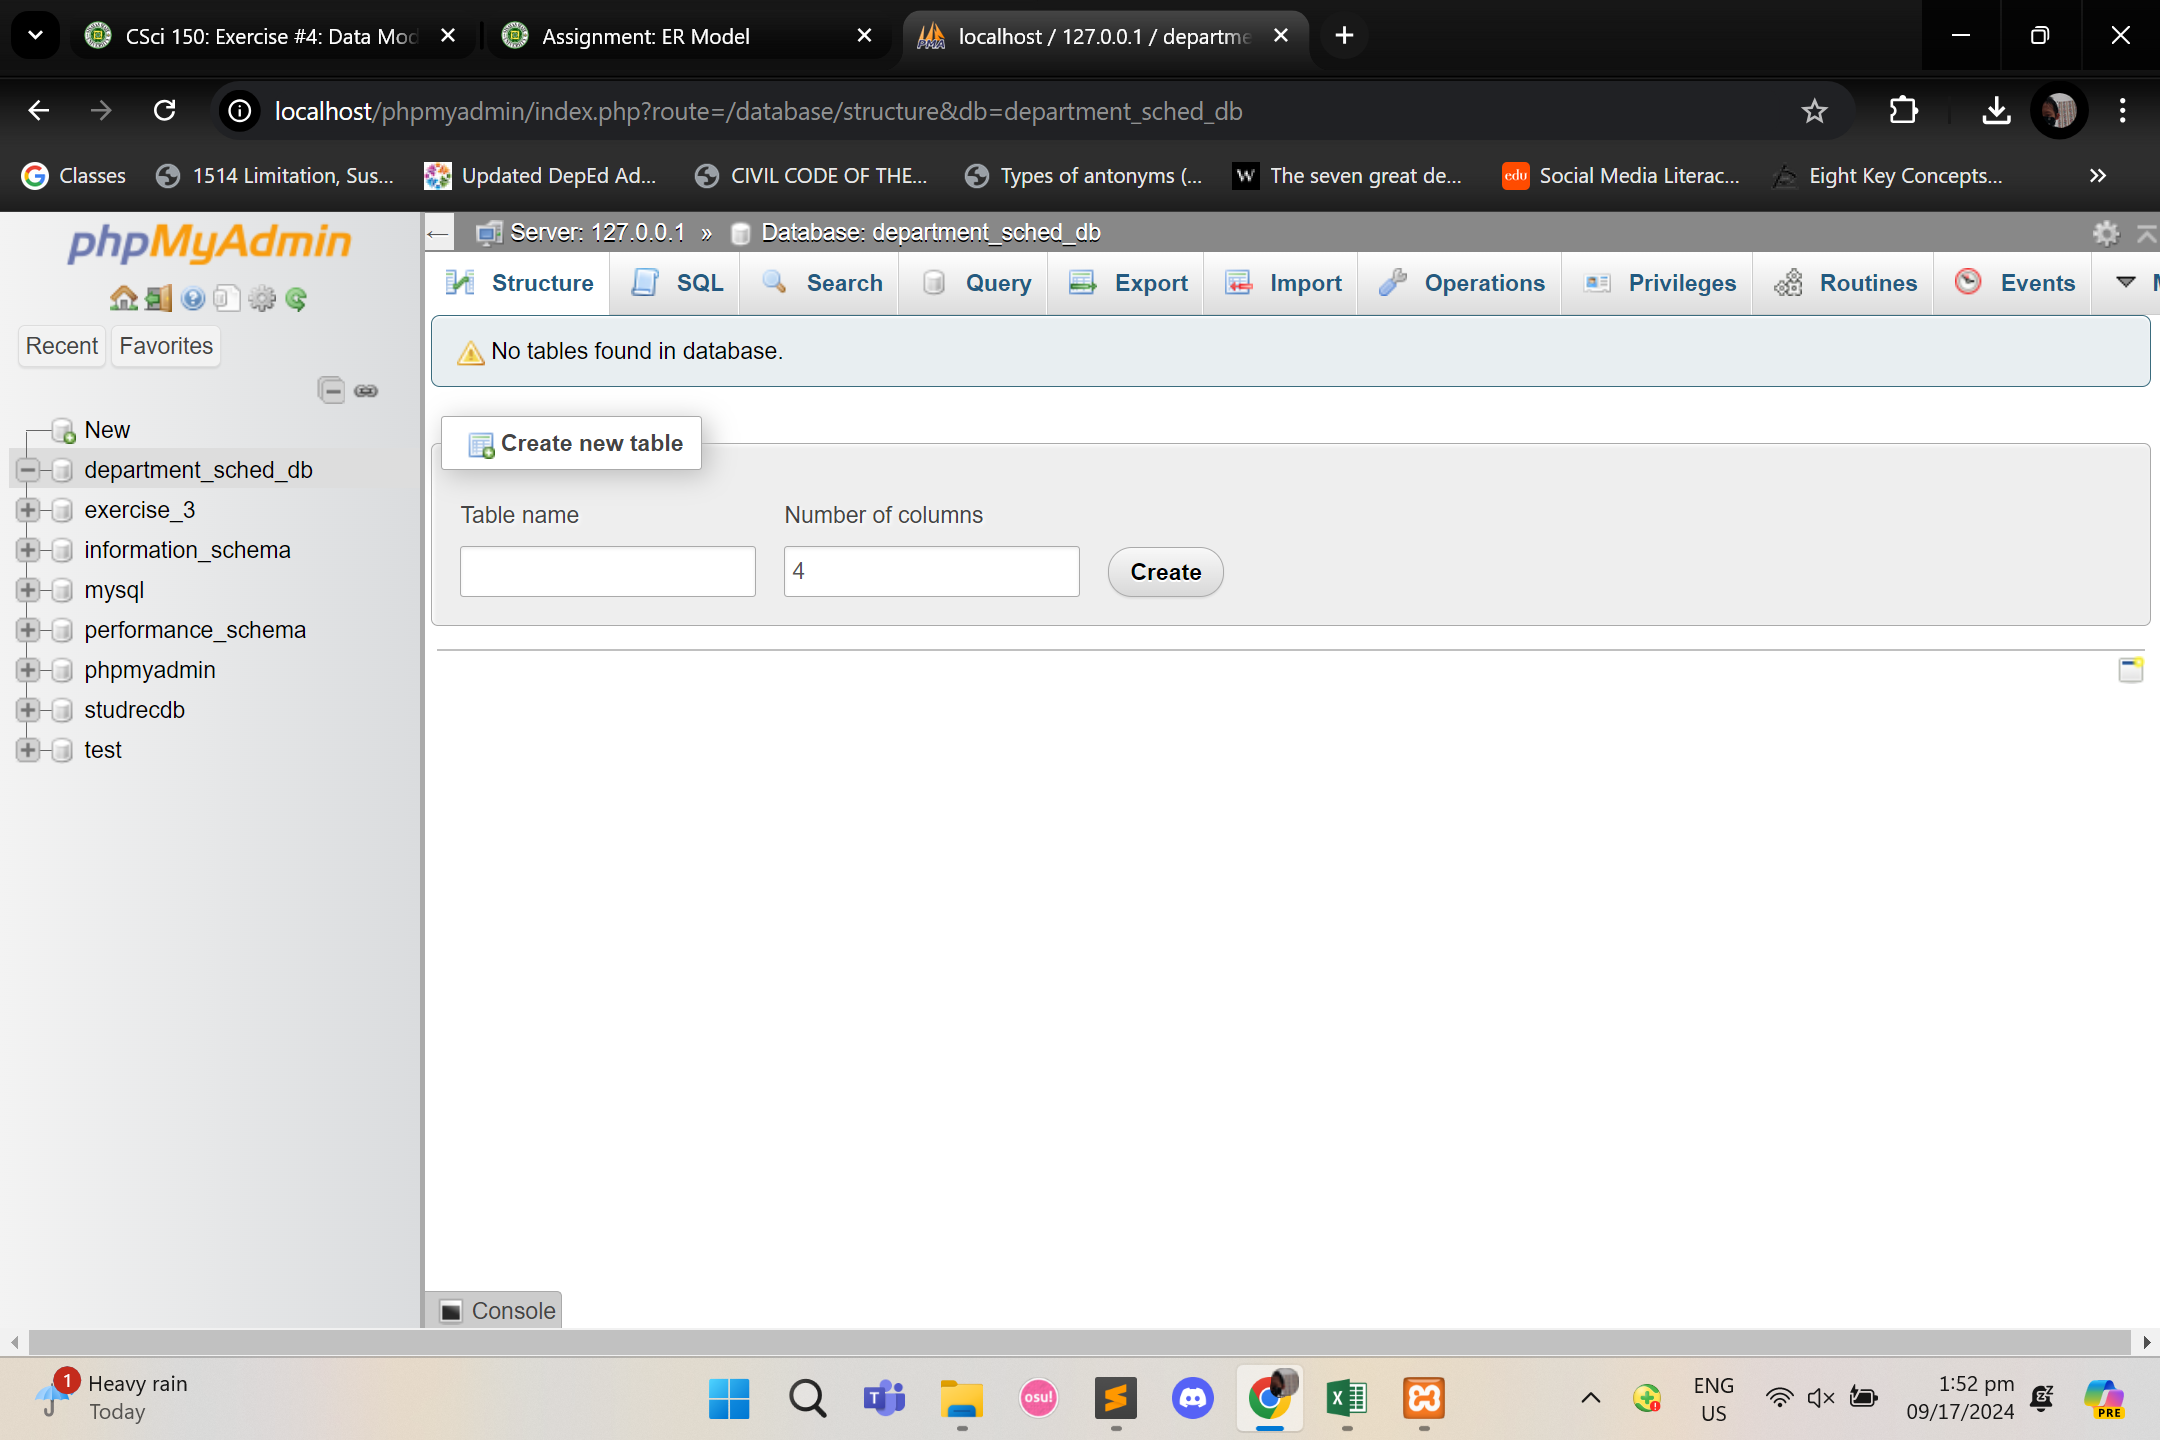 CSci 150: Exercise #4: Data Mod
Assignment: ER Model
localhost / 127.0.0.1 / departme
localhost/phpmyadmin/index.php?route=/database/structure&db=department_sched_db
Classes
1514 Limitation, Sus...
Updated DepEd Ad...
CIVIL CODE OF THE...
Types of antonyms (...
W
The seven great de...
edu
Social Media Literac...
Eight Key Concepts...
phpMyAdmin
Server: 127.0.0.1 » Database: department_sched_db
Structure
SQL
Search
Query
Export
Import
Operations
Privileges
Routines
Events
Recent
Favorites
No tables found in database.
New
department_sched_db
exercise_3
information_schema
mysql
performance_schema
phpmyadmin
studrecdb
test
Create new table
Table name
Number of columns
4
Create
Console
1
Heavy rain
Today
osu!
ENG
US
1:52 pm
09/17/2024
PRE